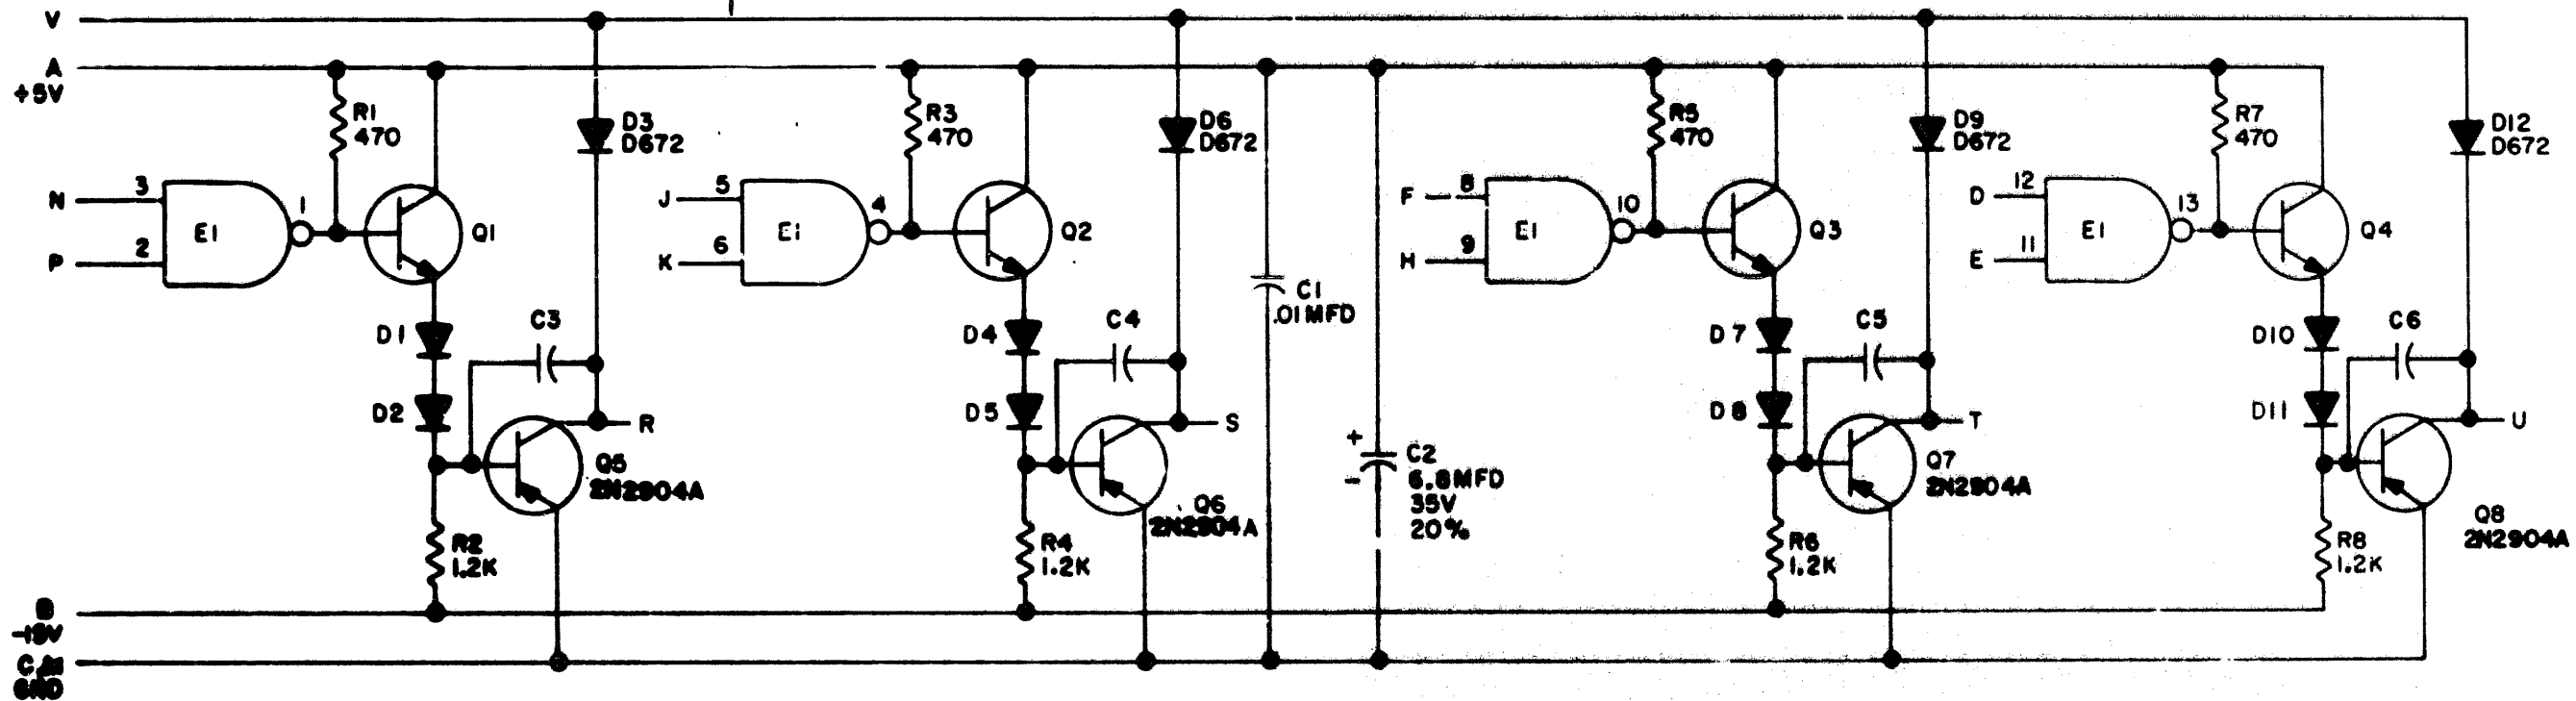 V
A
+5V
R1
470
D3
D672
R3
470
D6
D672
R5
470
D9
D672
R7
470
D12
D672
N
3
E1
1
Q1
P
2
J
5
E1
4
Q2
K
6
F
8
E1
10
Q3
H
9
D
12
E1
13
Q4
E
11
C1
.01MFD
D1
C3
D4
C4
D7
C5
D10
C6
D2
R
D5
S
D8
T
D11
U
Q5
2N2904A
Q6
2N2904A
+
-
C2
6.8MFD
35V
20%
Q7
2N2904A
Q8
2N2904A
R2
1.2K
R4
1.2K
R6
1.2K
R8
1.2K
B
-15V
C,M
GND